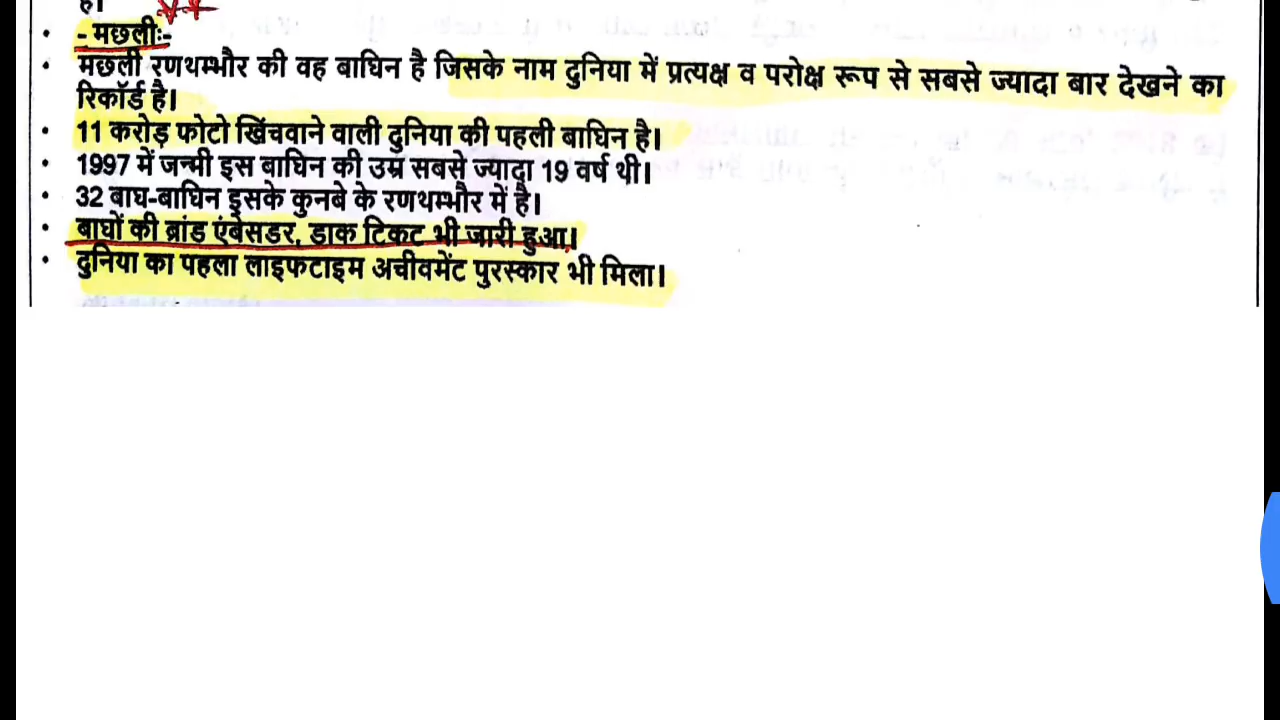 है।
- मछलीः-
मछली रणथम्भौर की वह बाघिन है जिसके नाम दुनिया में प्रत्यक्ष व परोक्ष रूप से सबसे ज्यादा बार देखने का
रिकॉर्ड है।
11 करोड़ फोटो खिंचवाने वाली दुनिया की पहली बाघिन है।
1997 में जन्मी इस बाघिन की उम्र सबसे ज्यादा 19 वर्ष थी।
32 बाघ-बाघिन इसके कुनबे के रणथम्भौर में है।
बाघों की ब्रांड एंबेसडर, डाक टिकट भी जारी हुआ।
दुनिया का पहला लाइफटाइम अचीवमेंट पुरस्कार भी मिला।